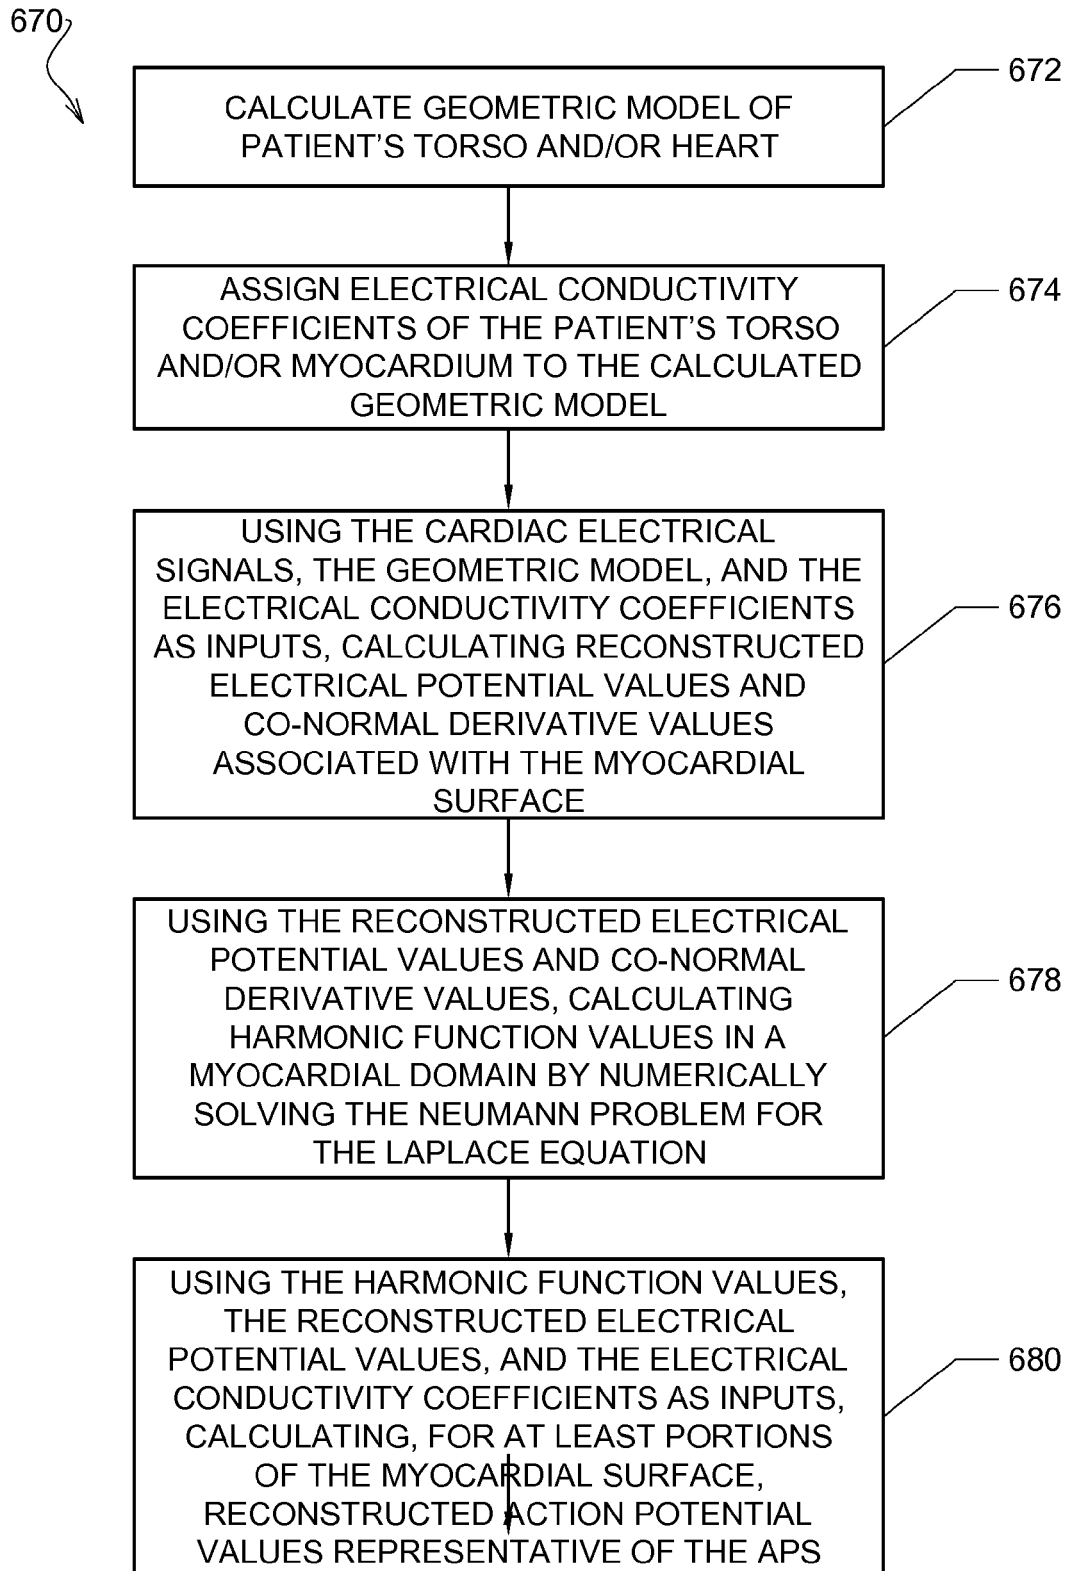 670
672
CALCULATE GEOMETRIC MODEL OF
PATIENT'S TORSO AND/OR HEART
674
ASSIGN ELECTRICAL CONDUCTIVITY
COEFFICIENTS OF THE PATIENT'S TORSO
AND/OR MYOCARDIUM TO THE CALCULATED
GEOMETRIC MODEL
676
USING THE CARDIAC ELECTRICAL
SIGNALS, THE GEOMETRIC MODEL, AND THE
ELECTRICAL CONDUCTIVITY COEFFICIENTS
AS INPUTS, CALCULATING RECONSTRUCTED
ELECTRICAL POTENTIAL VALUES AND
CO-NORMAL DERIVATIVE VALUES
ASSOCIATED WITH THE MYOCARDIAL
SURFACE
678
USING THE RECONSTRUCTED ELECTRICAL
POTENTIAL VALUES AND CO-NORMAL
DERIVATIVE VALUES, CALCULATING
HARMONIC FUNCTION VALUES IN A
MYOCARDIAL DOMAIN BY NUMERICALLY
SOLVING THE NEUMANN PROBLEM FOR
THE LAPLACE EQUATION
680
USING THE HARMONIC FUNCTION VALUES,
THE RECONSTRUCTED ELECTRICAL
POTENTIAL VALUES, AND THE ELECTRICAL
CONDUCTIVITY COEFFICIENTS AS INPUTS,
CALCULATING, FOR AT LEAST PORTIONS
OF THE MYOCARDIAL SURFACE,
RECONSTRUCTED ACTION POTENTIAL
VALUES REPRESENTATIVE OF THE APS